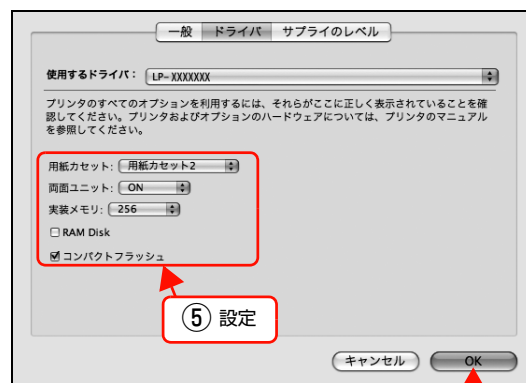 一般 ドライバ サプライのレベル
使用するドライバ： LP-XXXXXXX
プリンタのすべてのオプションを利用するには、それらがここに正しく表示されていることを確
認してください。プリンタおよびオプションのハードウェアについては、プリンタのマニュアル
を参照してください。
用紙カセット： 用紙カセット2
両面ユニット： ON
実装メモリ： 256
RAM Disk
コンパクトフラッシュ
⑤ 設定
キャンセル OK